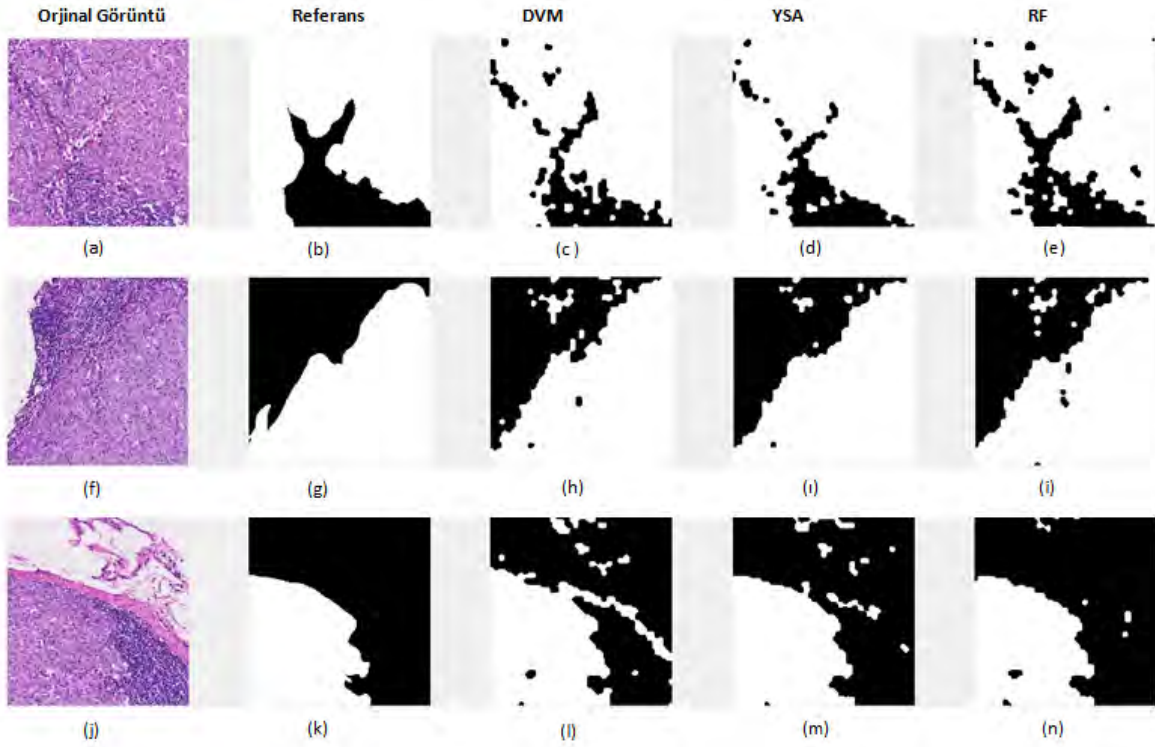 Orjinal Görüntü Referans DVM YSA RF
(a) (b) (c) (d) (e)
(f) (g) (h) (ı) (i)
(j) (k) (l) (m) (n)